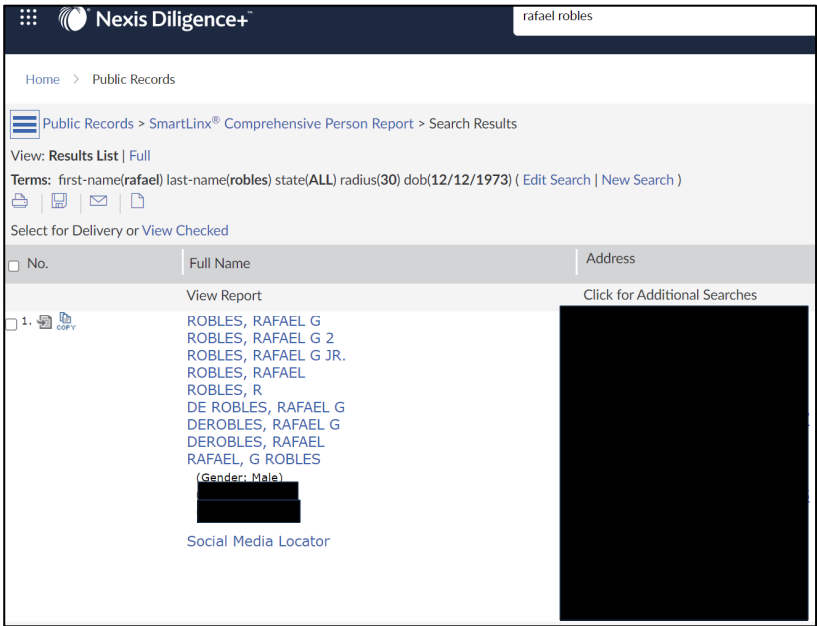 Nexis Diligence+™
rafael robles
Home > Public Records
Public Records > SmartLinx® Comprehensive Person Report > Search Results
View: Results List | Full
Terms: first-name(rafael) last-name(robles) state(ALL) radius(30) dob(12/12/1973) ( Edit Search | New Search )
Select for Delivery or View Checked
No. Full Name Address
View Report Click for Additional Searches
1. COPY ROBLES, RAFAEL G
ROBLES, RAFAEL G 2
ROBLES, RAFAEL G JR.
ROBLES, RAFAEL
ROBLES, R
DE ROBLES, RAFAEL G
DEROBLES, RAFAEL G
DEROBLES, RAFAEL
RAFAEL, G ROBLES
(Gender: Male)
Social Media Locator